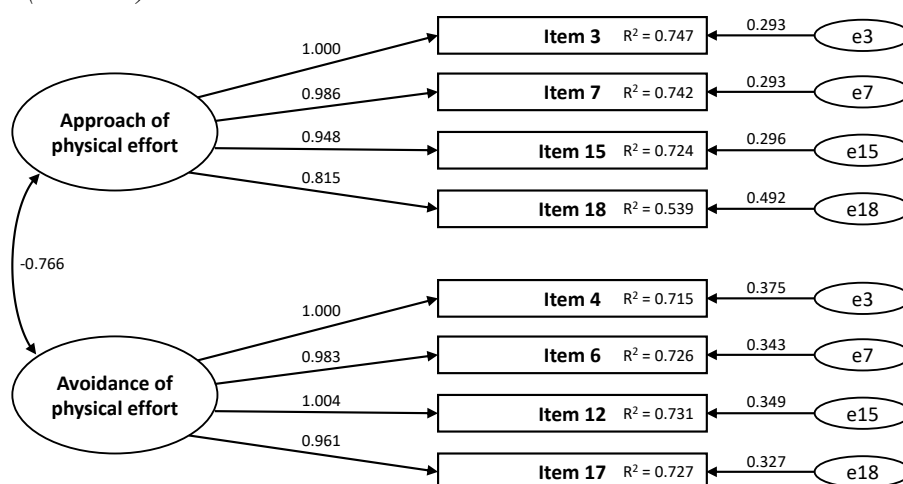 1.000
Item 3 R² = 0.747
0.293
e3
0.986
Item 7 R² = 0.742
0.293
e7
Approach of
physical effort
0.948
Item 15 R² = 0.724
0.296
e15
0.815
Item 18 R² = 0.539
0.492
e18
-0.766
1.000
Item 4 R² = 0.715
0.375
e3
0.983
Item 6 R² = 0.726
0.343
e7
Avoidance of
physical effort
1.004
Item 12 R² = 0.731
0.349
e15
0.961
Item 17 R² = 0.727
0.327
e18